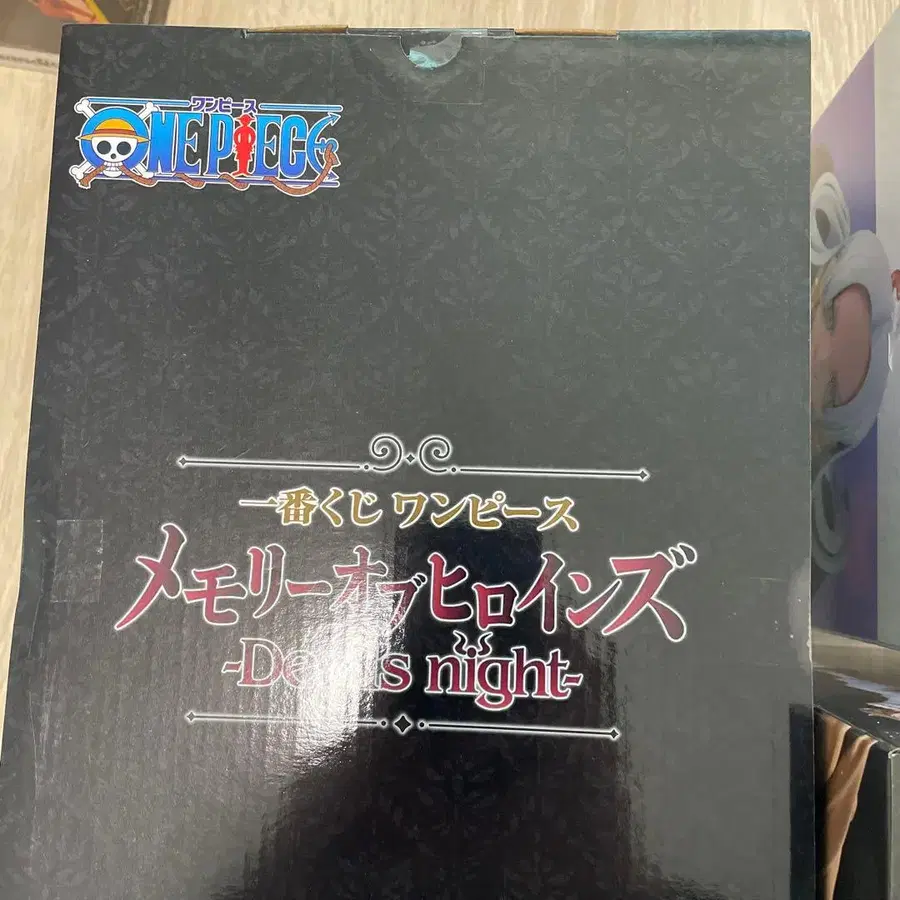 ワンピース
ONE PIECE
一番くじ ワンピース
メモリーオブヒロインズ
-Devils night-